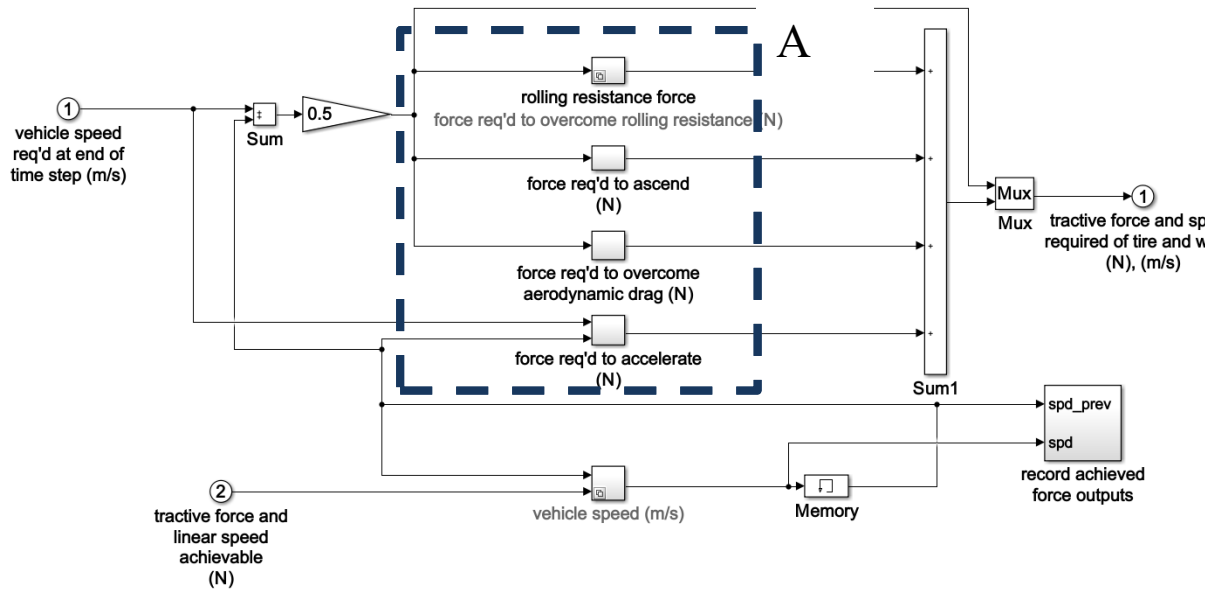 A
rolling resistance force
force req'd to overcome rolling resistance (N)
1
vehicle speed
req'd at end of
time step (m/s)
Sum
0.5
force req'd to ascend
(N)
Mux
Mux
1
tractive force and sp
required of tire and w
(N), (m/s)
force req'd to overcome
aerodynamic drag (N)
force req'd to accelerate
(N)
+
+
+
+
Sum1
spd_prev
spd
record achieved
force outputs
2
tractive force and
linear speed
achievable
(N)
vehicle speed (m/s)
Memory